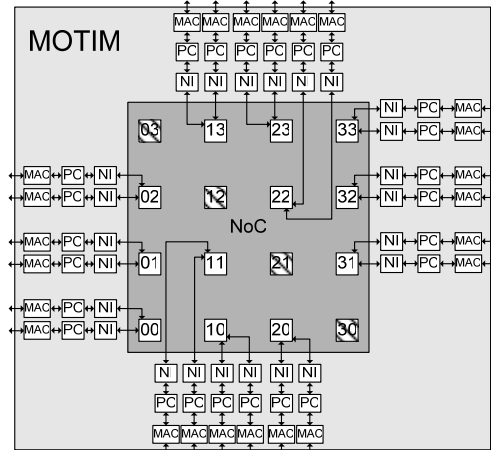 MAC MAC MAC MAC MAC MAC
MOTIM
PC PC PC PC PC PC
NI NI NI NI N NI
NI PC MAC
03 13 23 33 NI PC MAC
MAC PC NI NI PC MAC
MAC PC NI 02 12 22 32 NI PC MAC
NoC
MAC PC NI NI PC MAC
MAC PC NI 01 11 21 31 NI PC MAC
MAC PC NI
MAC PC NI 00 10 20 30
N NI NI NI NI NI
PC PC PC PC PC PC
MAC MAC MAC MAC MAC MAC